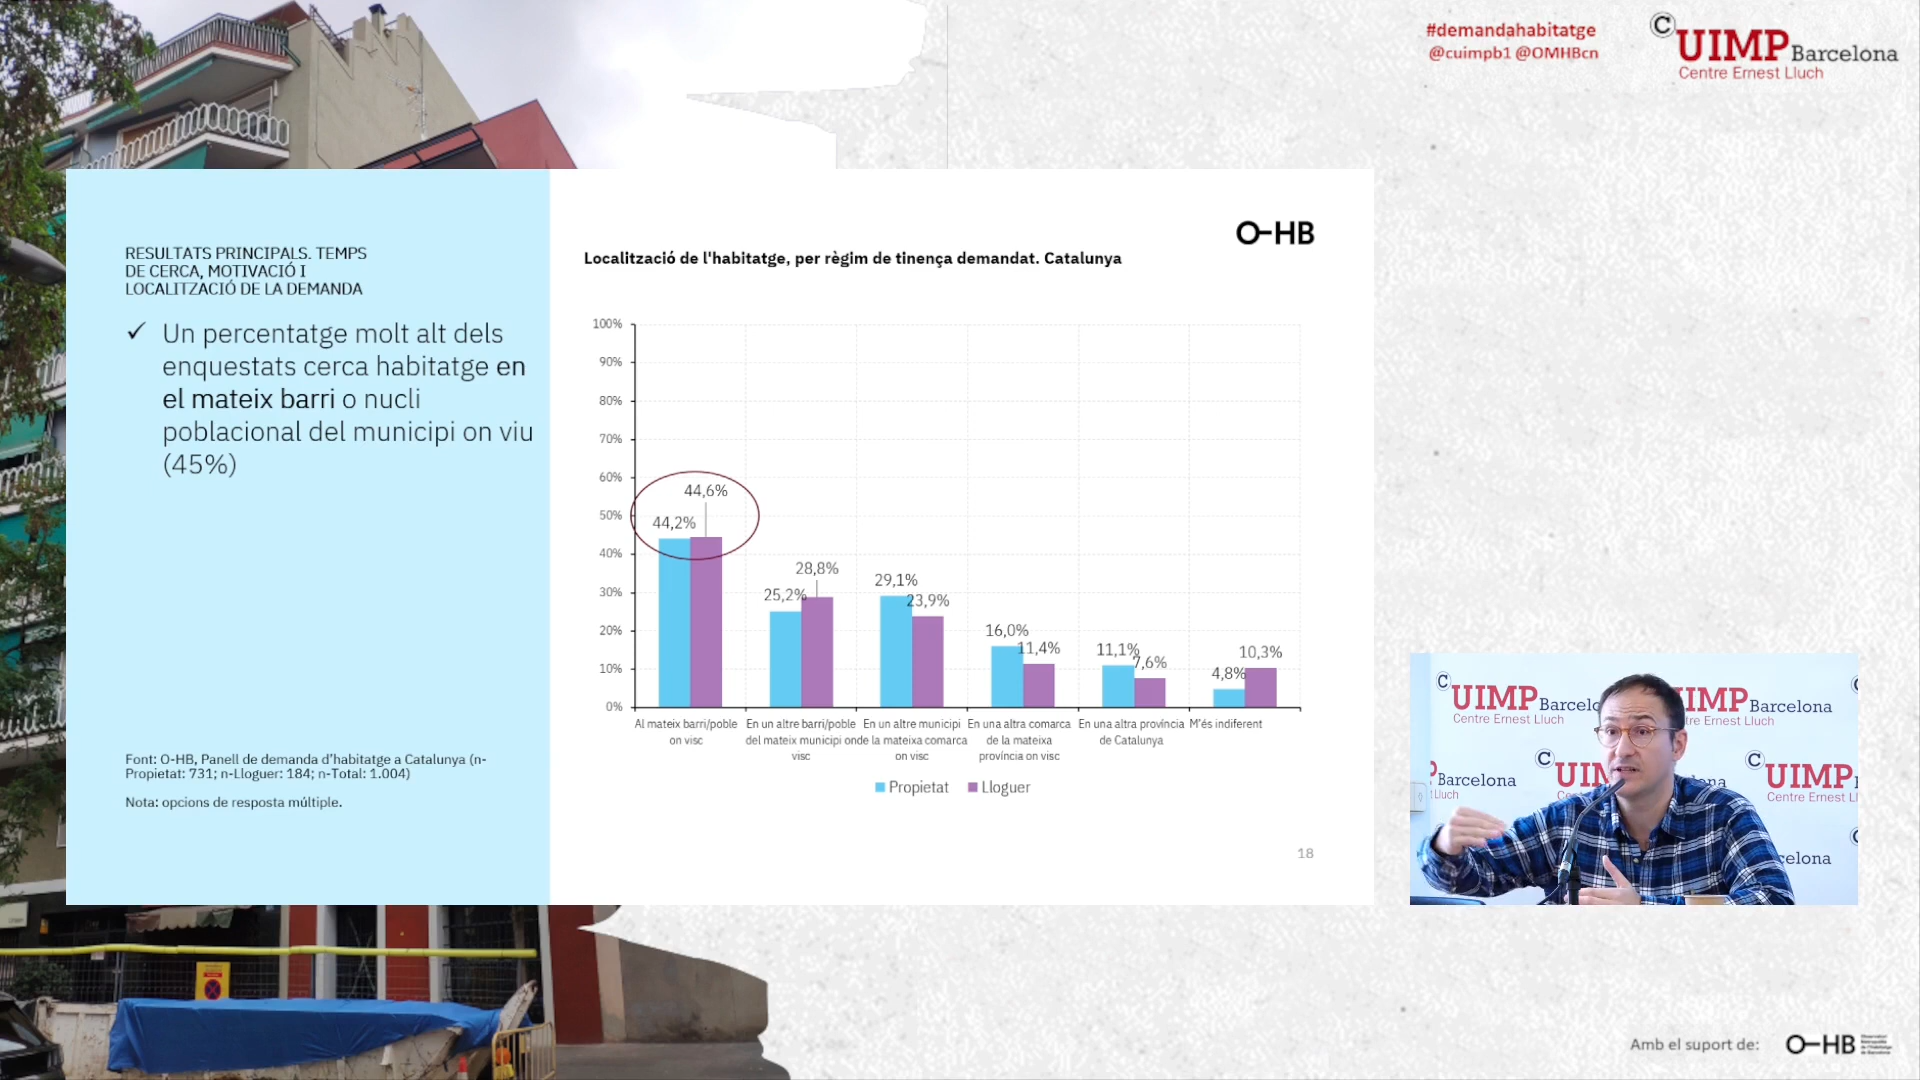 #demandahabitatge
@cuimpb1 @OMHBcn
C UIMP Barcelona
Centre Ernest Lluch
O-HB
RESULTATS PRINCIPALS. TEMPS
DE CERCA, MOTIVACIÓ I
LOCALITZACIÓ DE LA DEMANDA
✓ Un percentatge molt alt dels
enquestats cerca habitatge en
el mateix barri o nucli
poblacional del municipi on viu
(45%)
Font: O-HB, Panell de demanda d'habitatge a Catalunya (n-
Propietat: 731; n-Lloguer: 184; n-Total: 1.004)
Nota: opcions de resposta múltiple.
Localització de l'habitatge, per règim de tinença demandat. Catalunya
100%
90%
80%
70%
60%
50%
40%
30%
20%
10%
0%
44,2%
44,6%
25,2%
28,8%
29,1%
23,9%
16,0%
11,4%
11,1%
7,6%
4,8%
10,3%
Al mateix barri/poble
on visc
En un altre barri/poble
del mateix municipi on
visc
En un altre municipi
de la mateixa comarca
on visc
En una altra comarca
de la mateixa
província on visc
En una altra província
de Catalunya
M'és indiferent
Propietat
Lloguer
18
C UIMP Barcelo
Centre Ernest Lluch
UIMP Barcelona
tre Ernest Lluch
Barcelona
t Lluch
C UIM
Cent
lona
C UIMP
Centre Ernest Ll
celona
Amb el suport de:
O-HB